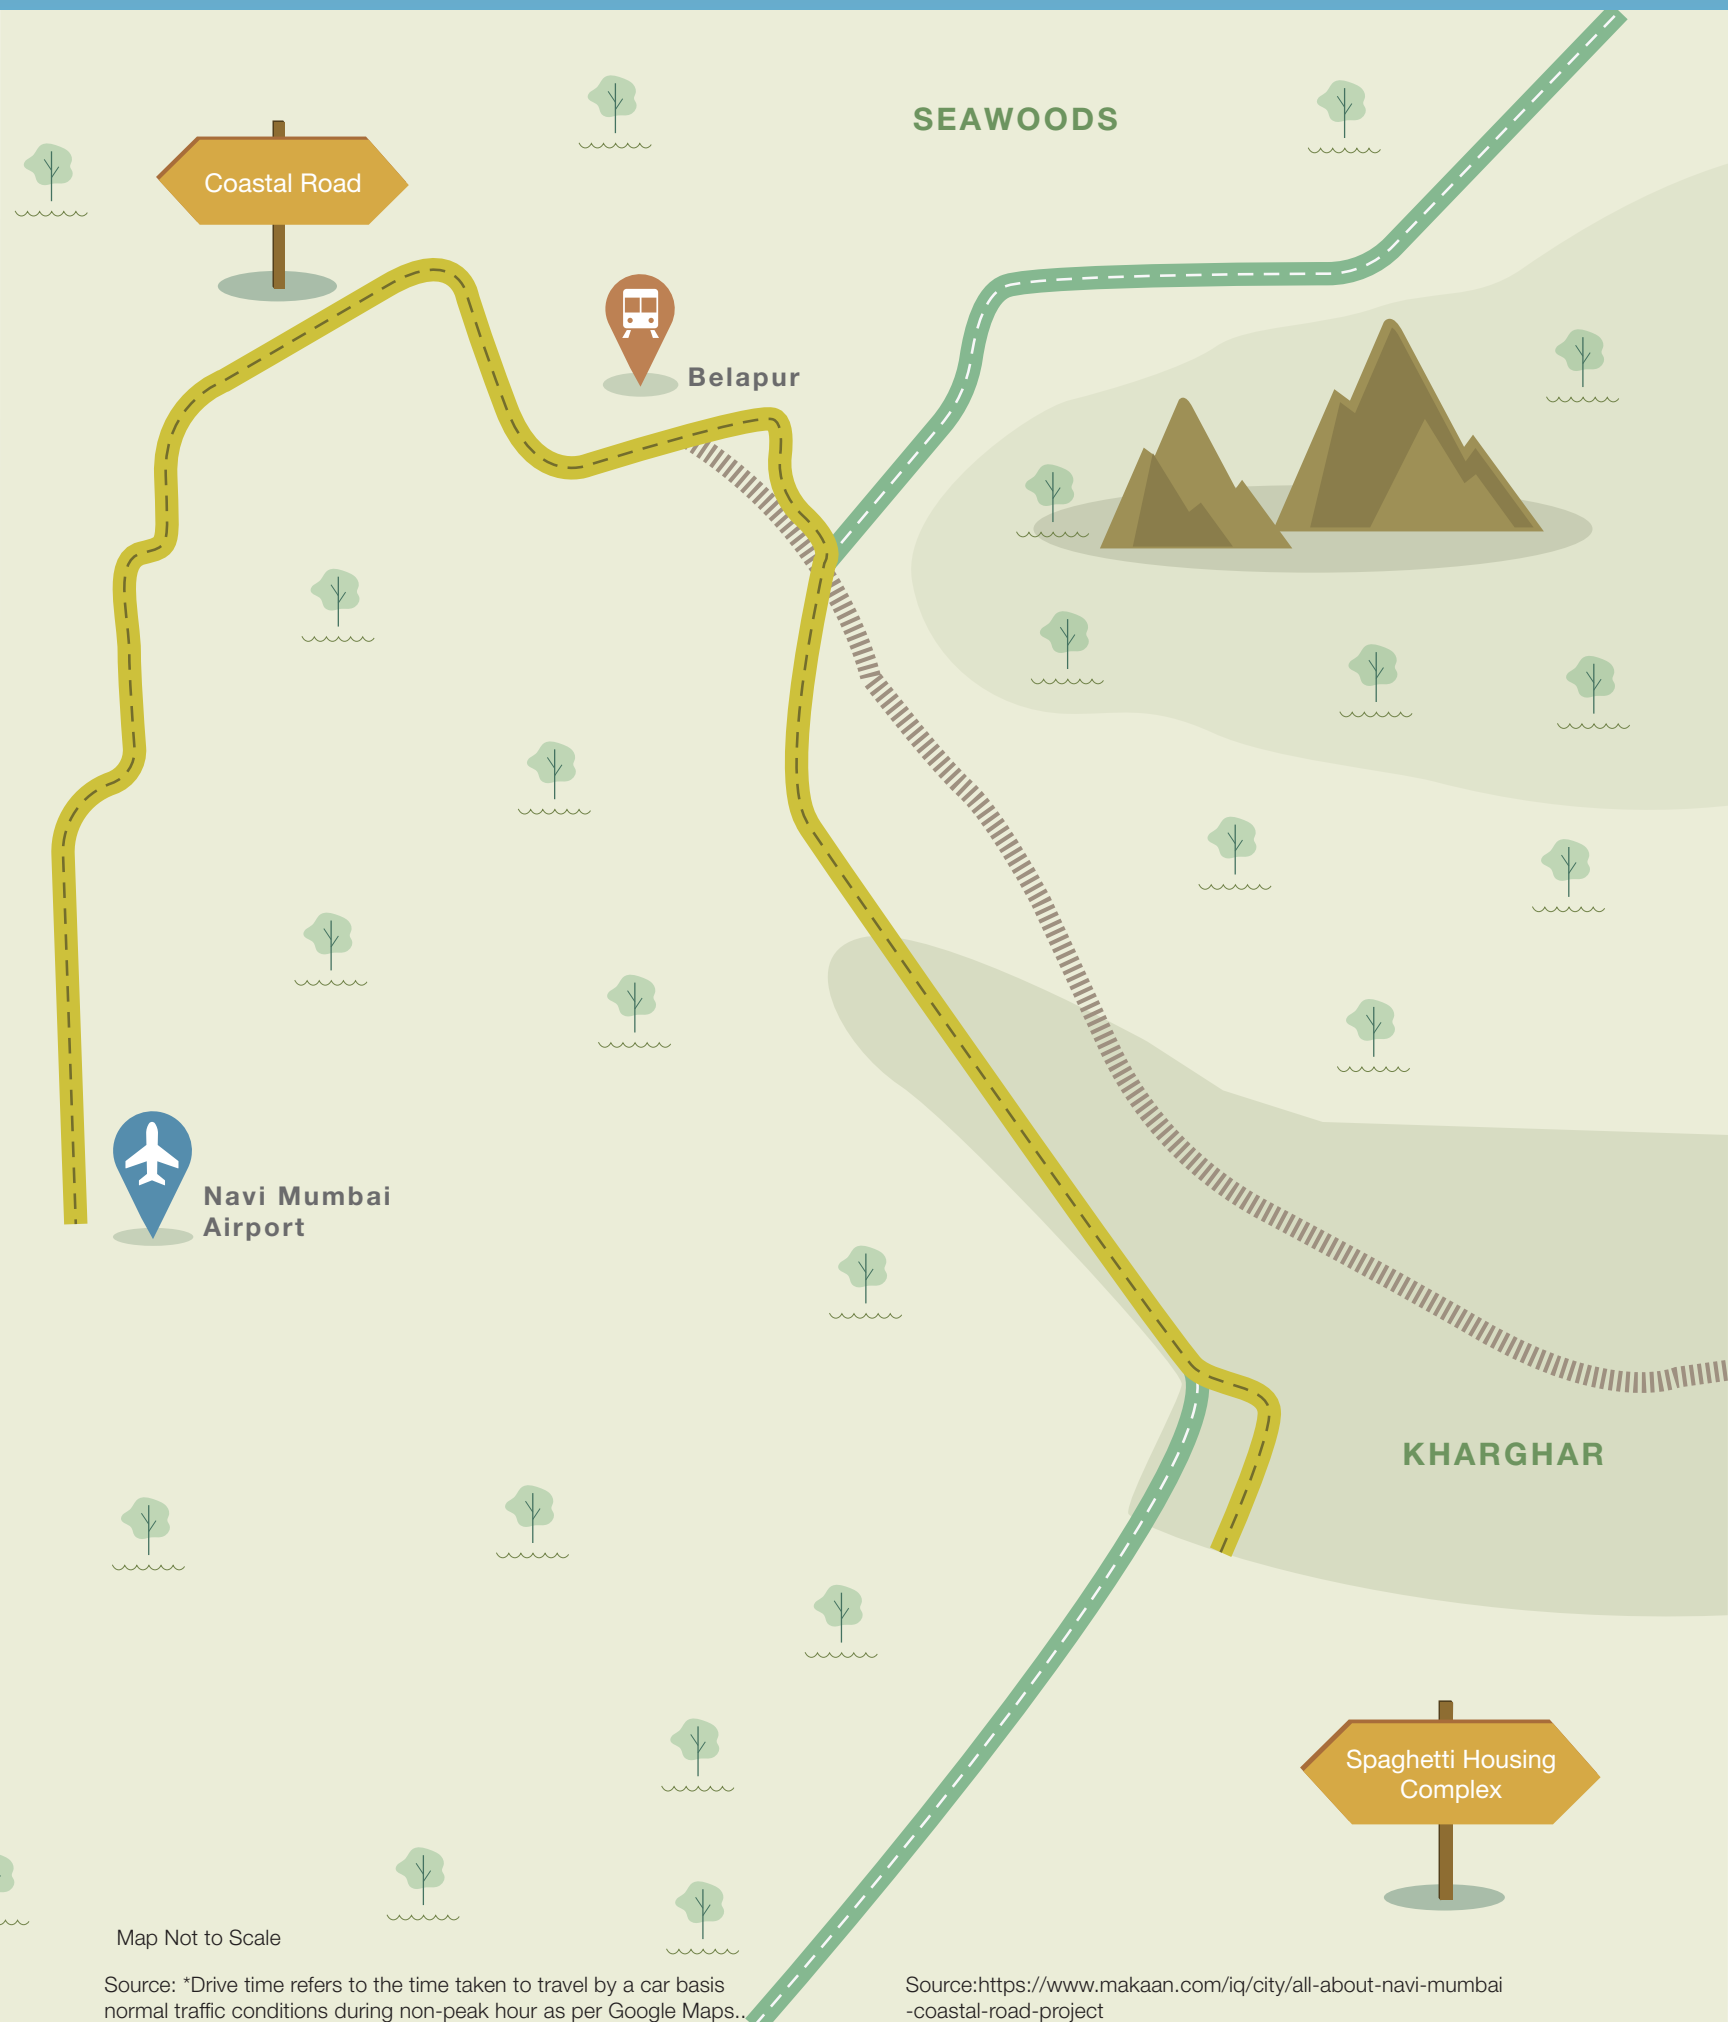 SEAWOODS
Coastal Road
Belapur
Navi Mumbai
Airport
KHARGHAR
Spaghetti Housing
Complex
Map Not to Scale
Source: *Drive time refers to the time taken to travel by a car basis
normal traffic conditions during non-peak hour as per Google Maps..
Source:https://www.makaan.com/iq/city/all-about-navi-mumbai
-coastal-road-project